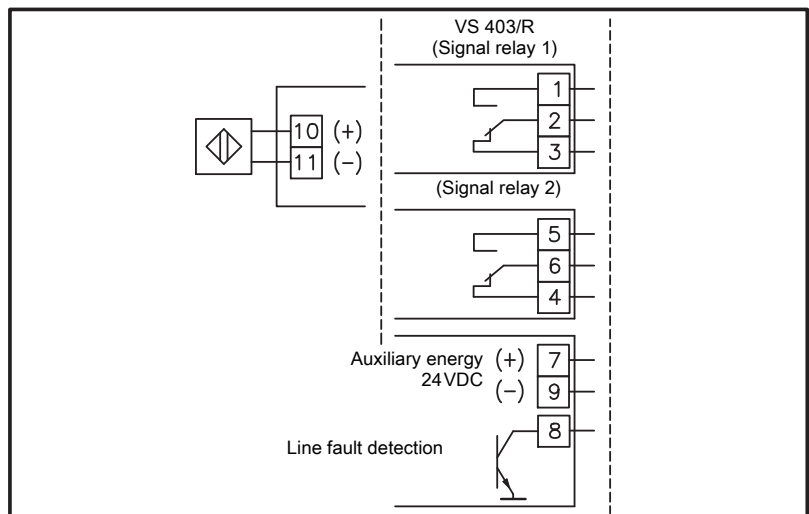 VS 403/R
(Signal relay 1)
1
10 (+)
2
11 (−)
3
(Signal relay 2)
5
6
4
Auxiliary energy (+) 7
24VDC (−) 9
8
Line fault detection